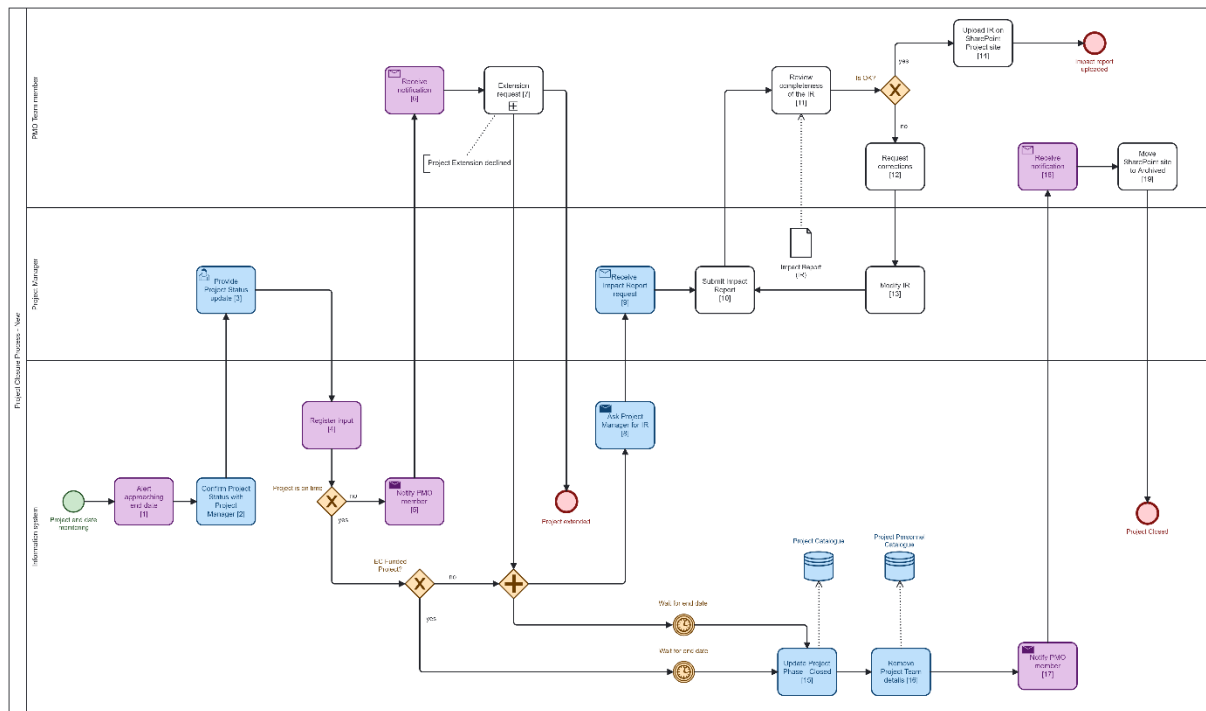 Project Closure Process - New
PMO Team member
Project Manager
Information system
Upload IR on
SharePoint
Project site
[14]
Impact report
uploaded
Receive
notification
[6]
Extension
request [7]
Project Extension declined
Review
completeness
of the IR
[11]
Is OK?
yes
no
Request
corrections
[12]
Receive
notification
[18]
Move
SharePoint site
to Archived
[19]
Provide
Project Status
update [3]
Receive
Impact Report
request
[9]
Submit Impact
Report
[10]
Impact Report
(IR)
Modify IR
[13]
Register input
[4]
Ask Project
Manager for IR
[8]
Project end date
monitoring
Alert
approaching
end date
[1]
Confirm Project
Status with
Project
Manager [2]
Project is on time
no
yes
Notify PMO
member
[5]
Project extended
Project Closed
EC Funded
Project?
no
yes
Project Catalogue
Project Personnel
Catalogue
Wait for end date
Wait for end date
Update Project
Phase - Closed
[15]
Remove
Project Team
details [16]
Notify PMO
member
[17]